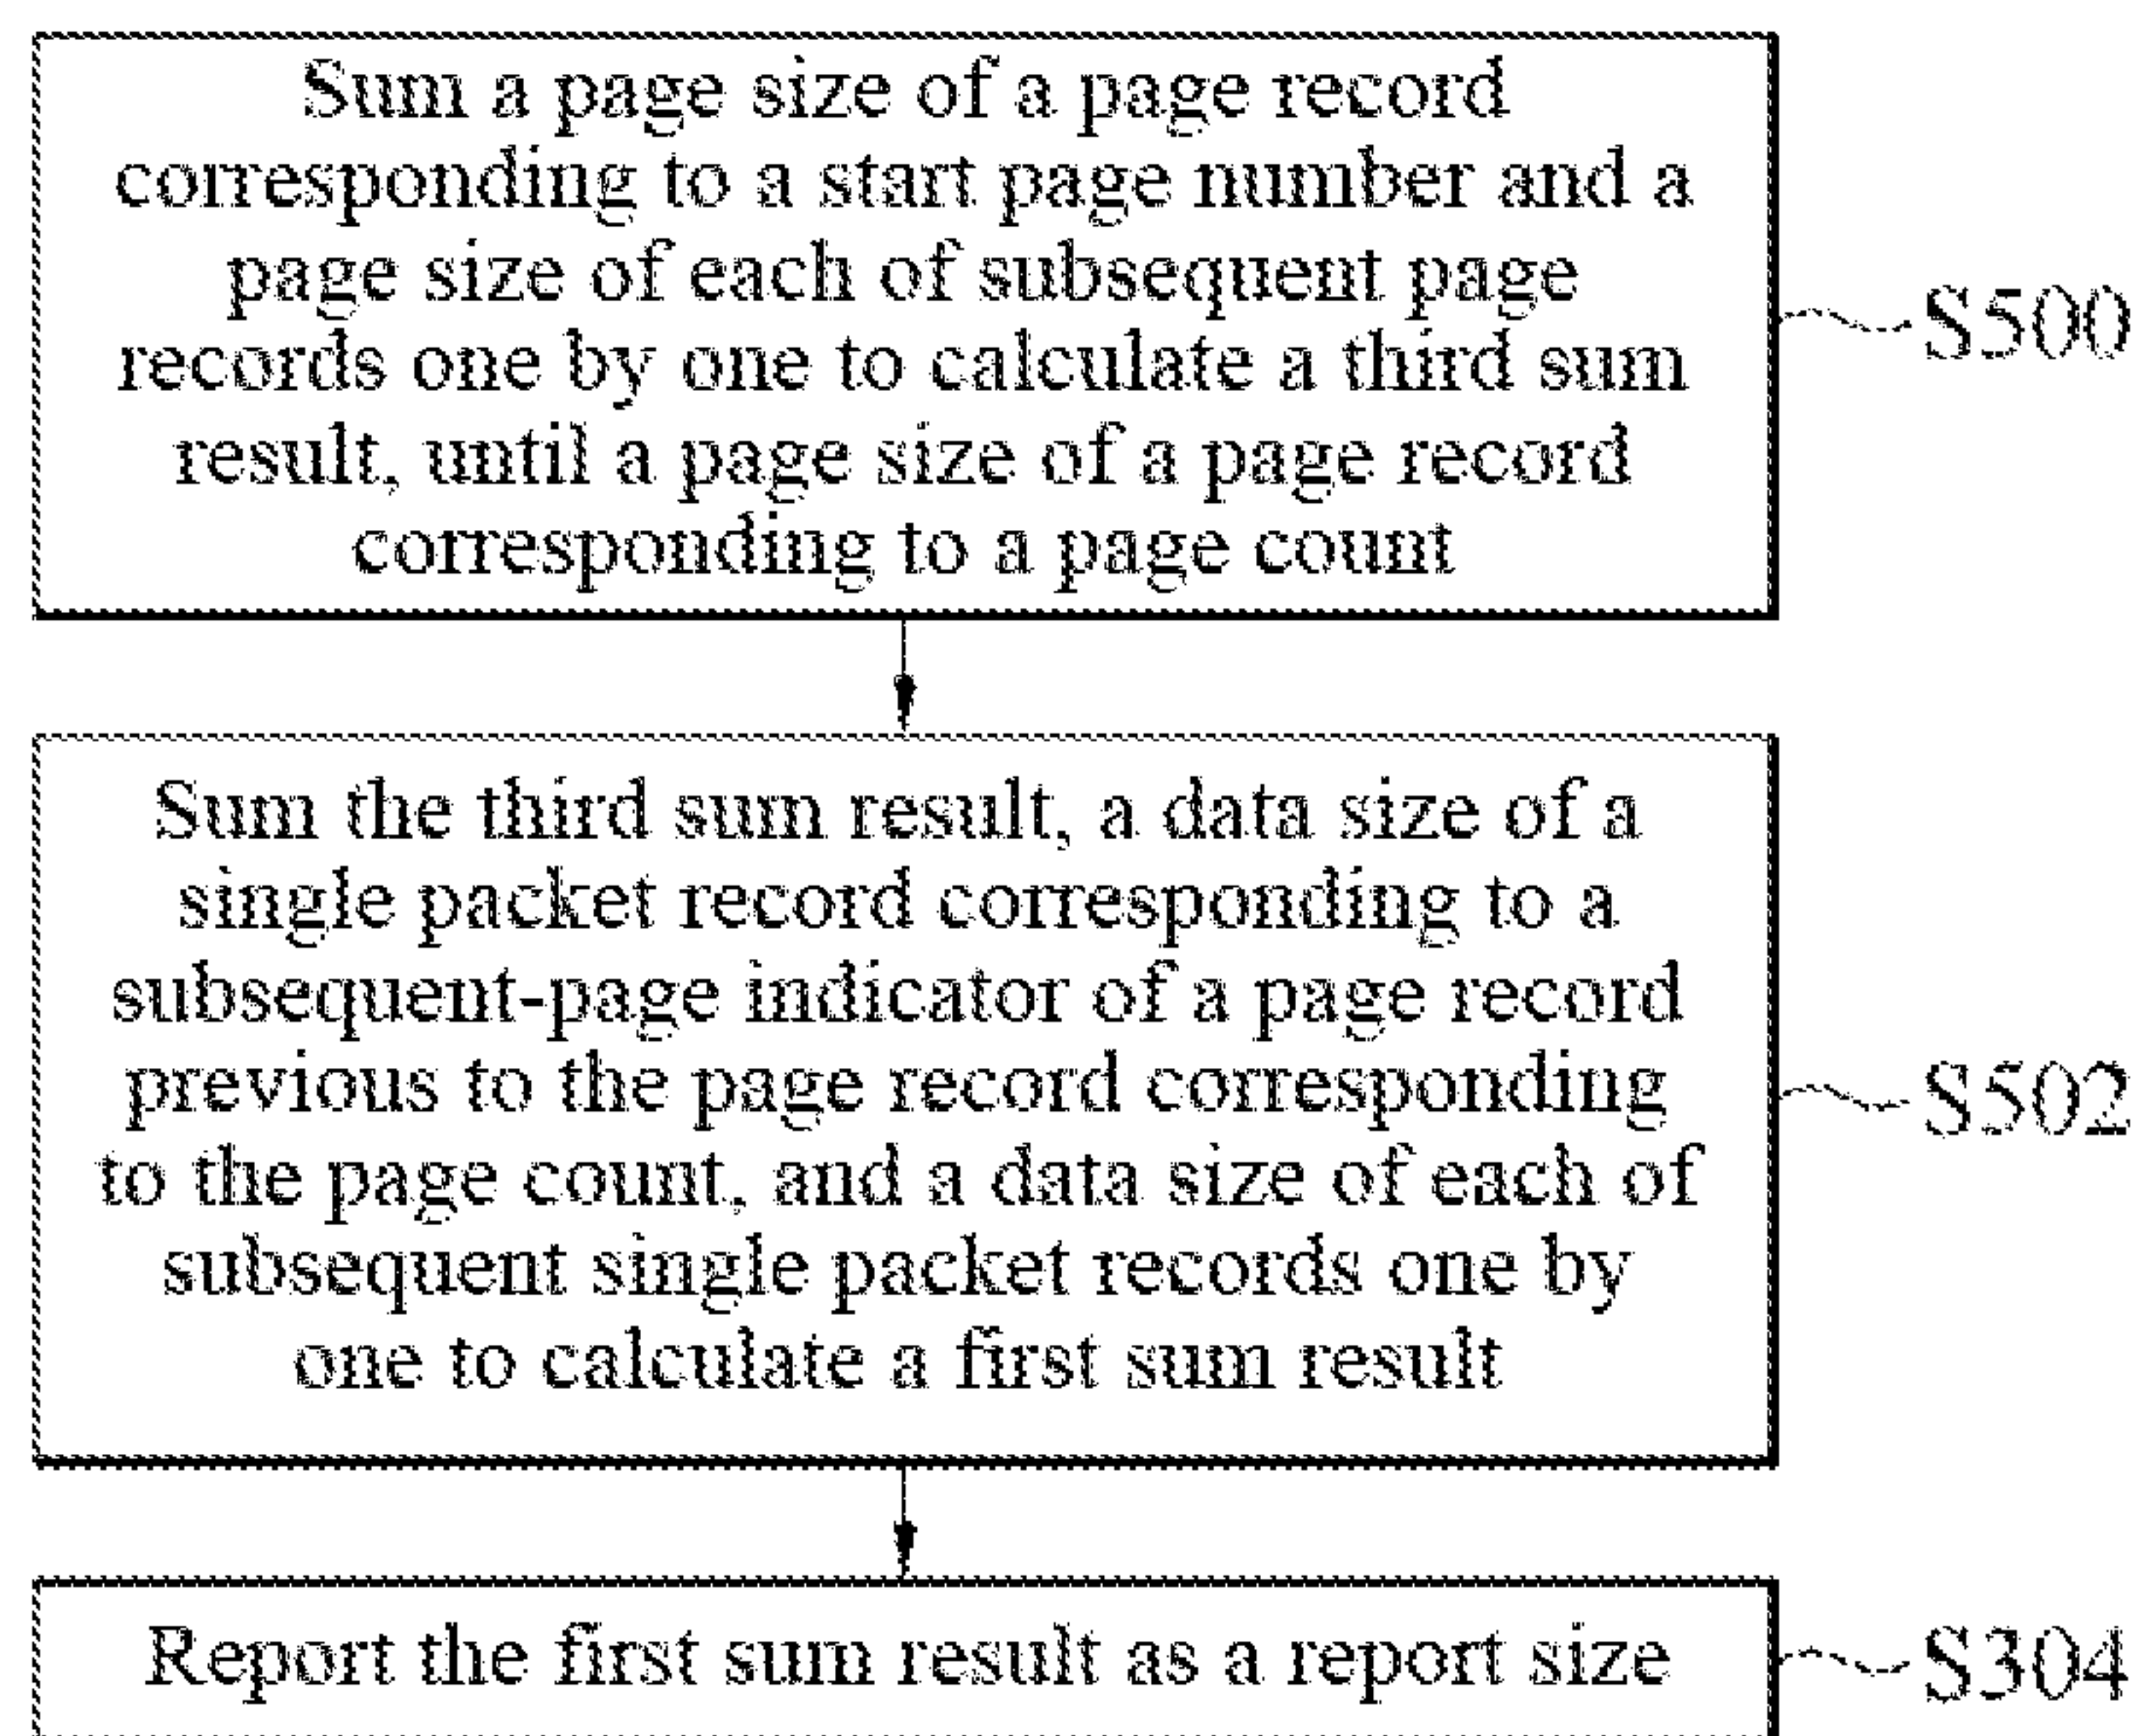 Sum a page size of a page record
corresponding to a start page number and a
page size of each of subsequent page
records one by one to calculate a third sum
result, until a page size of a page record
corresponding to a page count
S500
Sum the third sum result, a data size of a
single packet record corresponding to a
subsequent-page indicator of a page record
previous to the page record corresponding
to the page count, and a data size of each of
subsequent single packet records one by
one to calculate a first sum result
S502
Report the first sum result as a report size
S304